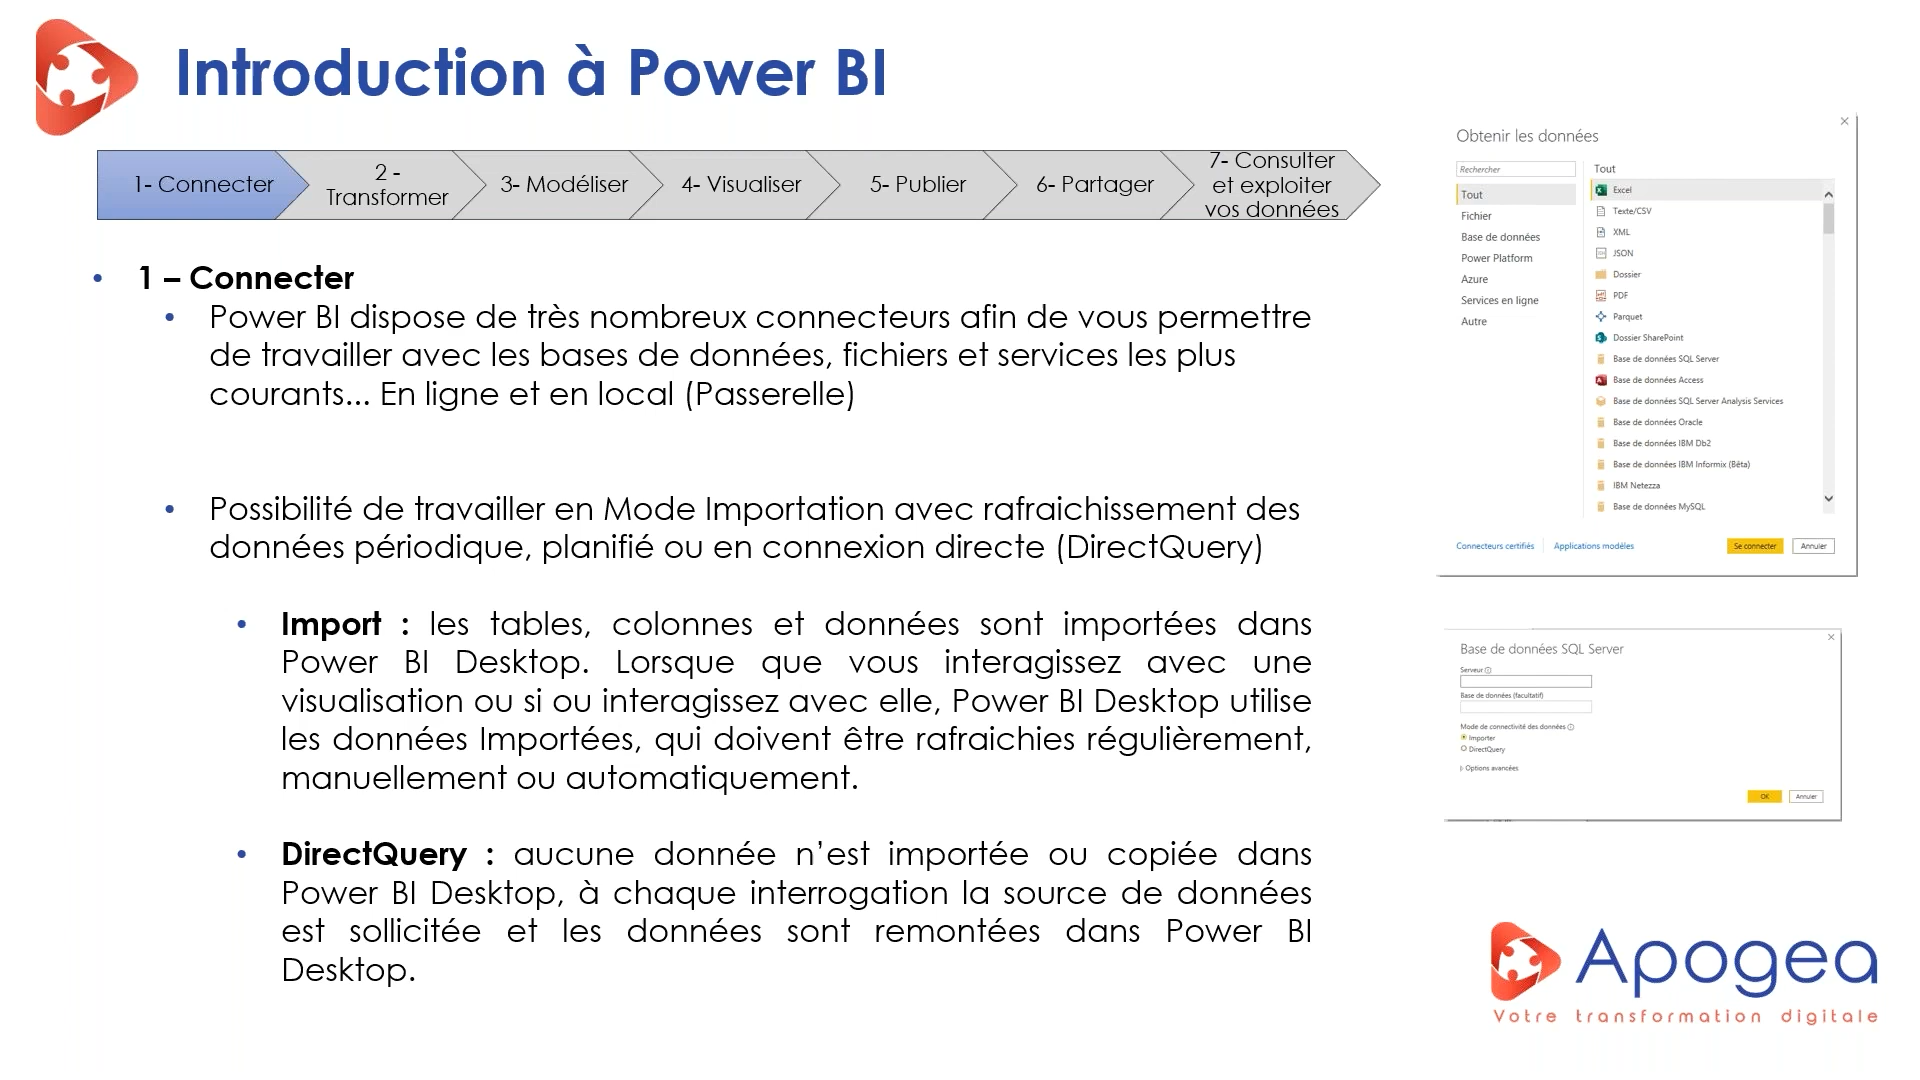 Introduction à Power BI
1- Connecter
2 -
Transformer
3- Modéliser
4- Visualiser
5- Publier
6- Partager
7- Consulter
et exploiter
vos données
• 1 – Connecter
• Power BI dispose de très nombreux connecteurs afin de vous permettre
de travailler avec les bases de données, fichiers et services les plus
courants... En ligne et en local (Passerelle)
• Possibilité de travailler en Mode Importation avec rafraichissement des
données périodique, planifié ou en connexion directe (DirectQuery)
• Import : les tables, colonnes et données sont importées dans
Power BI Desktop. Lorsque que vous interagissez avec une
visualisation ou si ou interagissez avec elle, Power BI Desktop utilise
les données Importées, qui doivent être rafraichies régulièrement,
manuellement ou automatiquement.
• DirectQuery : aucune donnée n’est importée ou copiée dans
Power BI Desktop, à chaque interrogation la source de données
est sollicitée et les données sont remontées dans Power BI
Desktop.
Obtenir les données
Rechercher
Tout
Fichier
Base de données
Power Platform
Azure
Services en ligne
Autre
Tout
Excel
Texte/CSV
XML
JSON
Dossier
PDF
Parquet
Dossier SharePoint
Base de données SQL Server
Base de données Access
Base de données SQL Server Analysis Services
Base de données Oracle
Base de données IBM Db2
Base de données IBM Informix (Bêta)
IBM Netezza
Base de données MySQL
Connecteurs certifiés
Applications modèles
Se connecter
Annuler
Base de données SQL Server
Serveur
Base de données (facultatif)
Mode de connectivité des données
Importer
DirectQuery
Options avancées
OK
Annuler
Apogea
Votre transformation digitale